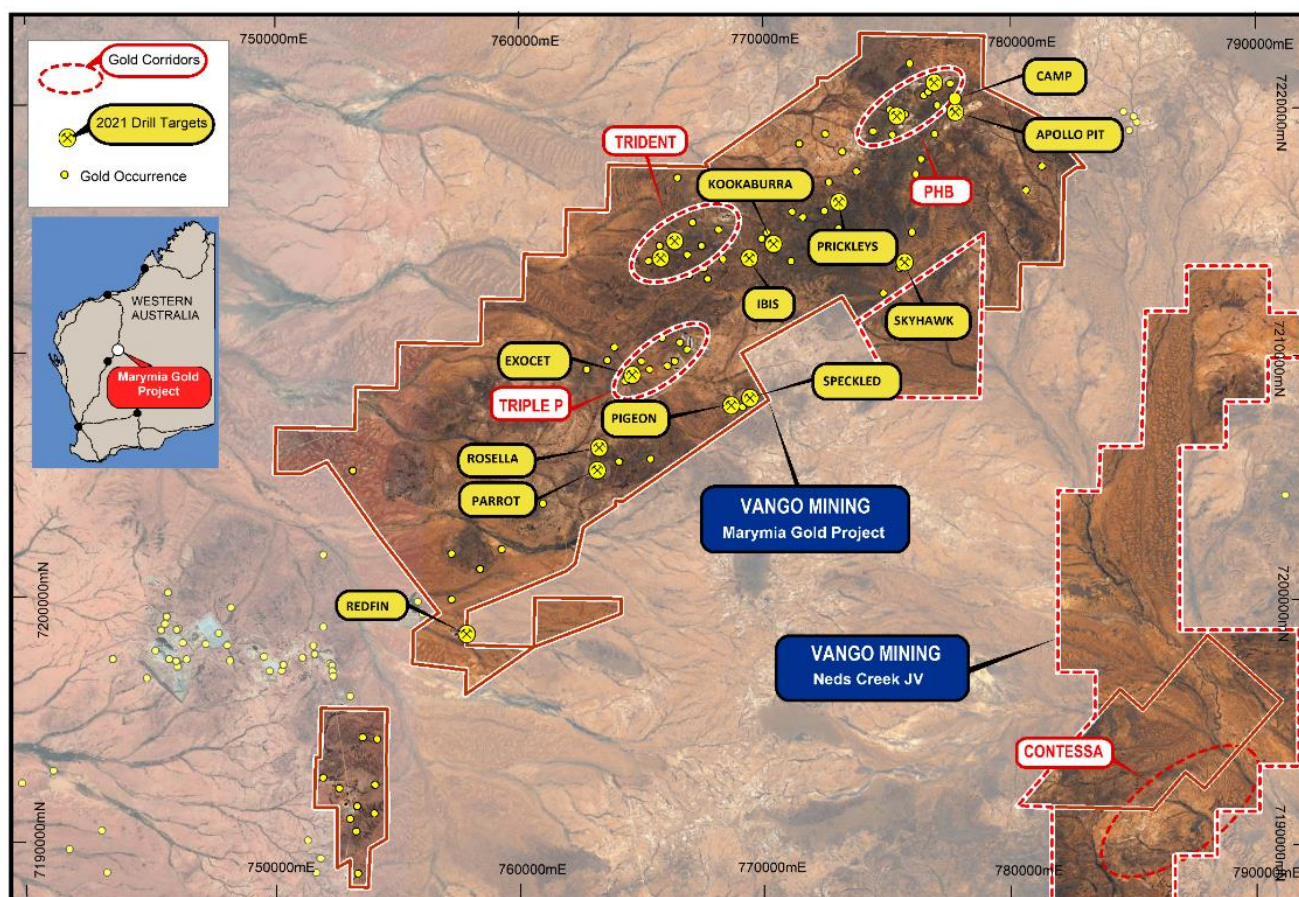 750000mE
760000mE
770000mE
780000mE
790000mE
Gold Corridors
2021 Drill Targets
Gold Occurrence
WESTERN
AUSTRALIA
Marymia Gold
Project
CAMP
7220000mN
APOLLO PIT
TRIDENT
KOOKABURRA
PHB
PRICKLEYS
IBIS
SKYHAWK
7210000mN
EXOCET
SPECKLED
TRIPLE P
PIGEON
ROSELLA
PARROT
VANGO MINING
Marymia Gold Project
7200000mN
7200000mN
REDFIN
VANGO MINING
Neds Creek JV
CONTESSA
7190000mN
7190000mN
750000mE
760000mE
770000mE
780000mE
790000mE